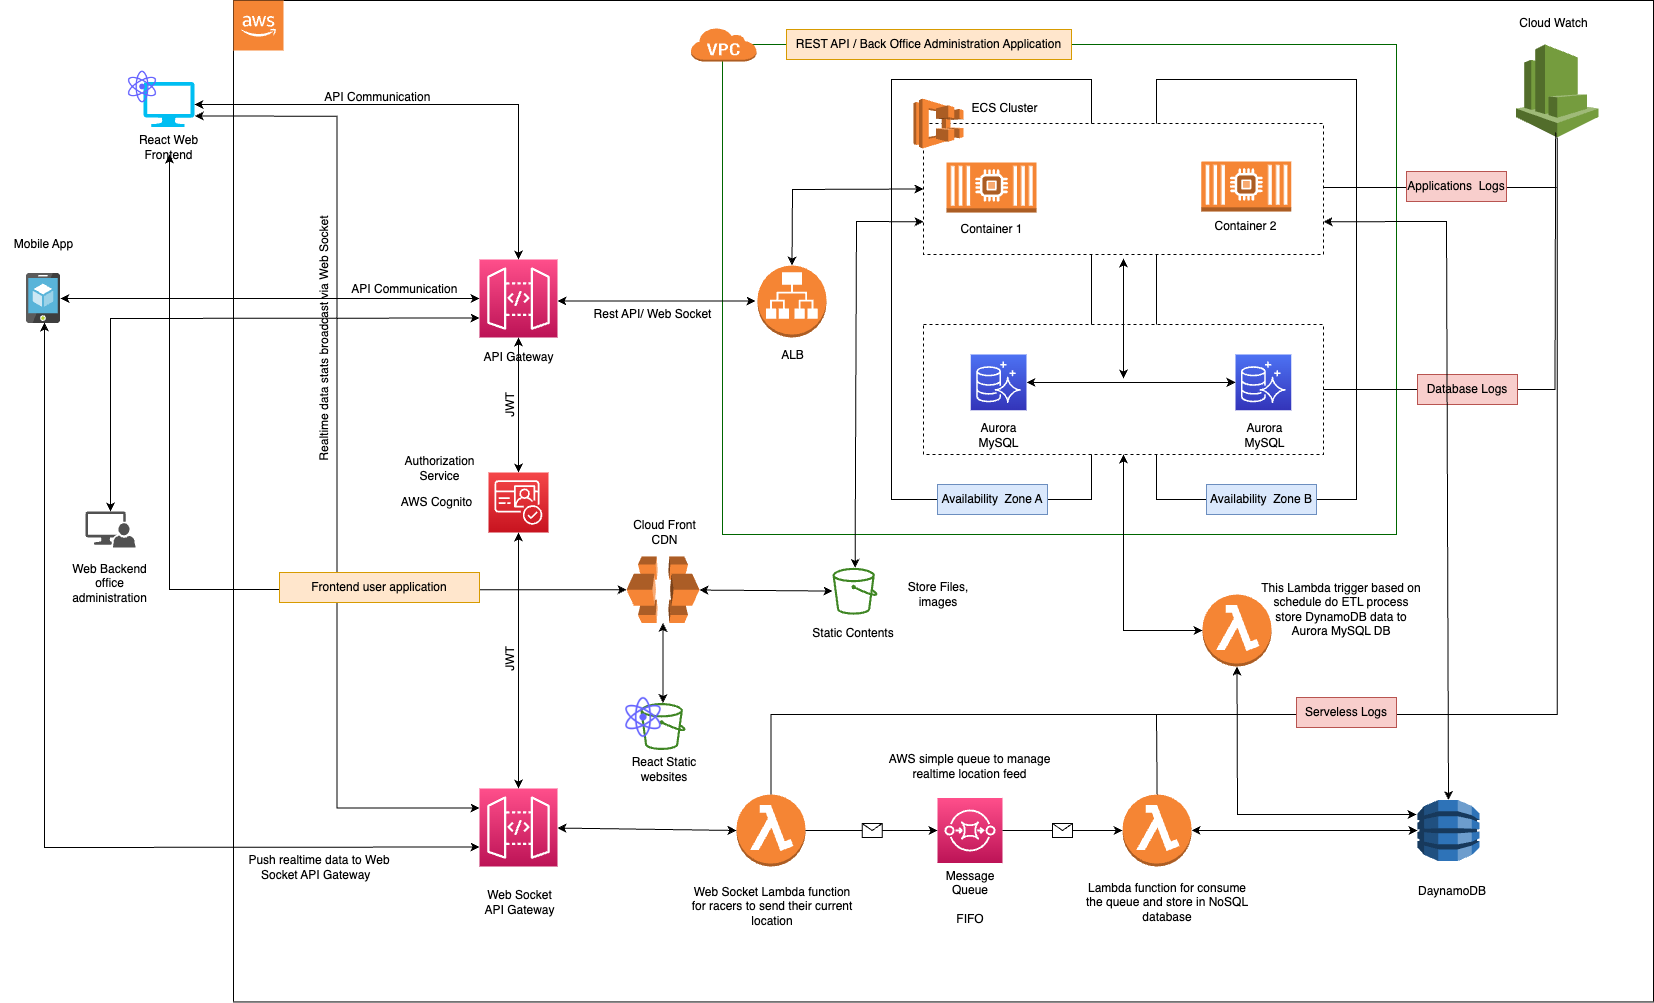 aws
Cloud Watch
VPC
REST API / Back Office Administration Application
API Communication
ECS Cluster
React Web
Frontend
Applications  Logs
Container 1
Container 2
Mobile App
Realtime data stats broadcast via Web Socket
API Communication
Rest API/ Web Socket
API Gateway
ALB
JWT
Database Logs
Aurora
MySQL
Aurora
MySQL
Authorization
Service
AWS Cognito
Availability  Zone A
Availability  Zone B
Cloud Front
CDN
Web Backend
office
administration
Frontend user application
Store Files,
images
Static Contents
This Lambda trigger based on
schedule do ETL process
store DynamoDB data to
Aurora MySQL DB
JWT
Serveless Logs
React Static
websites
AWS simple queue to manage
realtime location feed
Push realtime data to Web
Socket API Gateway
Web Socket
API Gateway
Web Socket Lambda function
for racers to send their current
location
Message
Queue
FIFO
Lambda function for consume
the queue and store in NoSQL
database
DaynamoDB